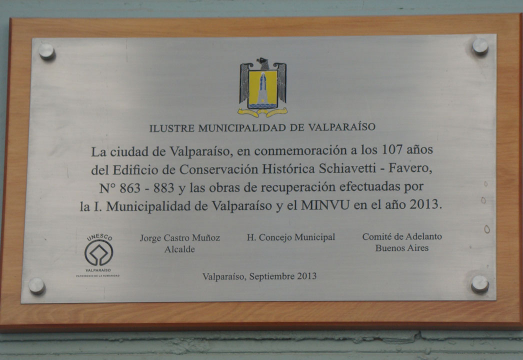 ILUSTRE MUNICIPALIDAD DE VALPARAÍSO
La ciudad de Valparaíso, en conmemoración a los 107 años
del Edificio de Conservación Histórica Schiavetti - Favero,
N° 863 - 883 y las obras de recuperación efectuadas por
la I. Municipalidad de Valparaíso y el MINVU en el año 2013.
UNESCO
VALPARAÍSO
Jorge Castro Muñoz
Alcalde
H. Concejo Municipal
Comité de Adelanto
Buenos Aires
Valparaíso, Septiembre 2013